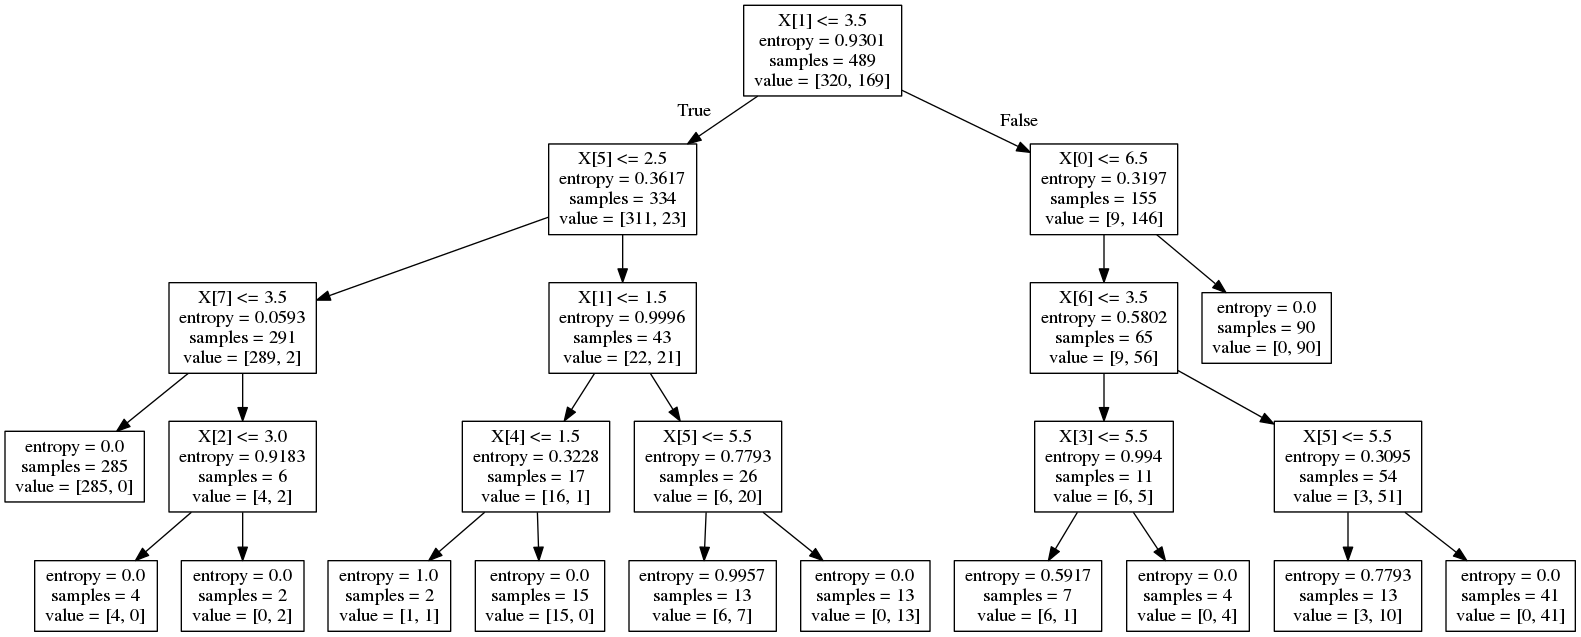 X[1] <= 3.5
entropy = 0.9301
samples = 489
value = [320, 169]
True
False
X[5] <= 2.5
entropy = 0.3617
samples = 334
value = [311, 23]
X[0] <= 6.5
entropy = 0.3197
samples = 155
value = [9, 146]
X[7] <= 3.5
entropy = 0.0593
samples = 291
value = [289, 2]
X[1] <= 1.5
entropy = 0.9996
samples = 43
value = [22, 21]
X[6] <= 3.5
entropy = 0.5802
samples = 65
value = [9, 56]
entropy = 0.0
samples = 90
value = [0, 90]
entropy = 0.0
samples = 285
value = [285, 0]
X[2] <= 3.0
entropy = 0.9183
samples = 6
value = [4, 2]
X[4] <= 1.5
entropy = 0.3228
samples = 17
value = [16, 1]
X[5] <= 5.5
entropy = 0.7793
samples = 26
value = [6, 20]
X[3] <= 5.5
entropy = 0.994
samples = 11
value = [6, 5]
X[5] <= 5.5
entropy = 0.3095
samples = 54
value = [3, 51]
entropy = 0.0
samples = 4
value = [4, 0]
entropy = 0.0
samples = 2
value = [0, 2]
entropy = 1.0
samples = 2
value = [1, 1]
entropy = 0.0
samples = 15
value = [15, 0]
entropy = 0.9957
samples = 13
value = [6, 7]
entropy = 0.0
samples = 13
value = [0, 13]
entropy = 0.5917
samples = 7
value = [6, 1]
entropy = 0.0
samples = 4
value = [0, 4]
entropy = 0.7793
samples = 13
value = [3, 10]
entropy = 0.0
samples = 41
value = [0, 41]